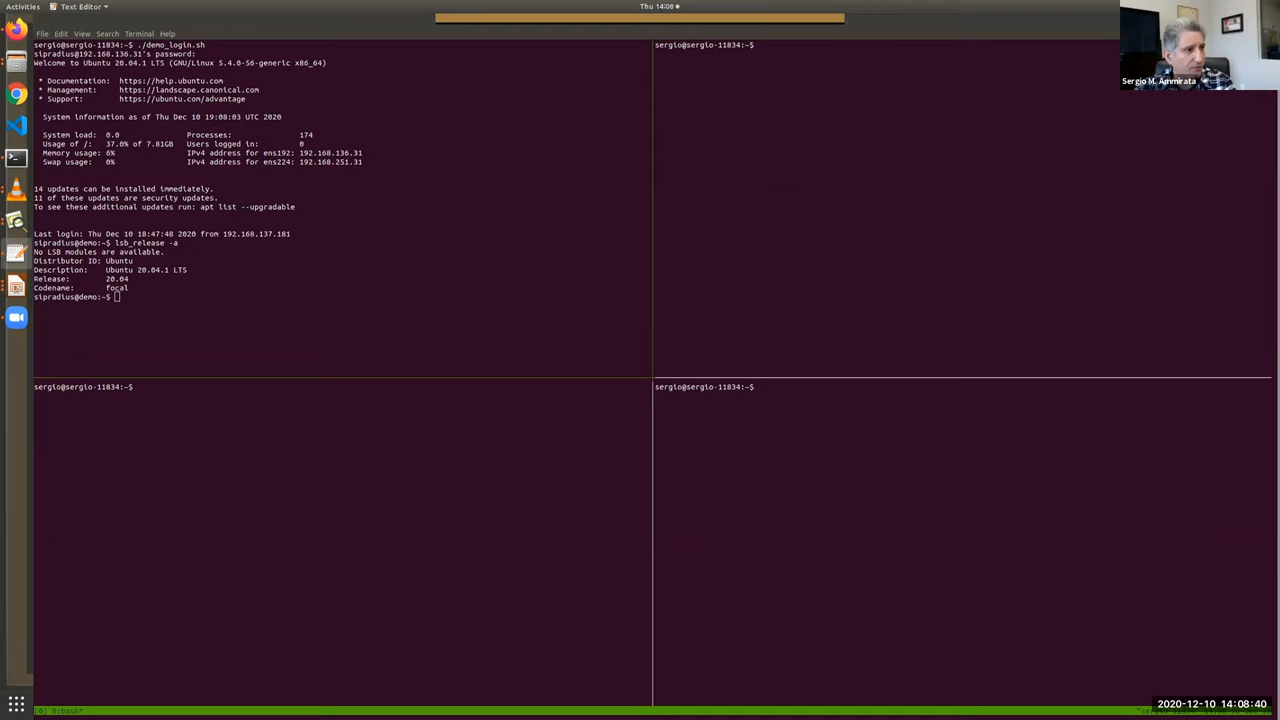 Activities Text Editor Thu 14:08
File Edit View Search Terminal Help
sergio@sergio-11834:~$ ./demo_login.sh
sipradius@192.168.136.31's password:
Welcome to Ubuntu 20.04.1 LTS (GNU/Linux 5.4.0-56-generic x86_64)
* Documentation: https://help.ubuntu.com
* Management: https://landscape.canonical.com
* Support: https://ubuntu.com/advantage
System information as of Thu Dec 10 19:08:03 UTC 2020
System load: 0.0 Processes: 174
Usage of /: 37.0% of 7.81GB Users logged in: 0
Memory usage: 6% IPv4 address for ens192: 192.168.136.31
Swap usage: 0% IPv4 address for ens224: 192.168.251.31
14 updates can be installed immediately.
11 of these updates are security updates.
To see these additional updates run: apt list --upgradable
Last login: Thu Dec 10 18:47:48 2020 from 192.168.137.181
sipradius@demo:~$ lsb_release -a
No LSB modules are available.
Distributor ID: Ubuntu
Description: Ubuntu 20.04.1 LTS
Release: 20.04
Codename: focal
sipradius@demo:~$
sergio@sergio-11834:~$
Sergio M. Ammirata
sergio@sergio-11834:~$
sergio@sergio-11834:~$
[0] 0:bash*
2020-12-10 14:08:40